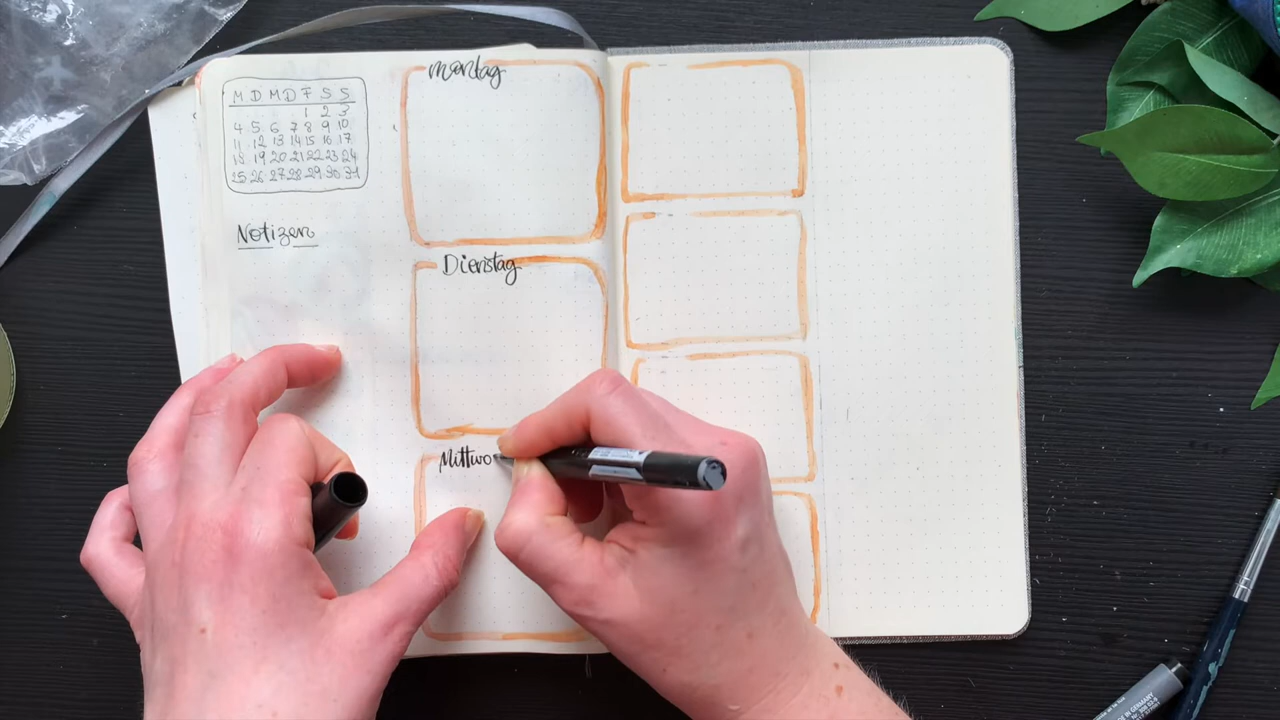 M D M D F S S
1 2 3
4 5 6 7 8 9 10
11 12 13 14 15 16 17
18 19 20 21 22 23 24
25 26 27 28 29 30 31
Notizen
Montag
Dienstag
Mittwo